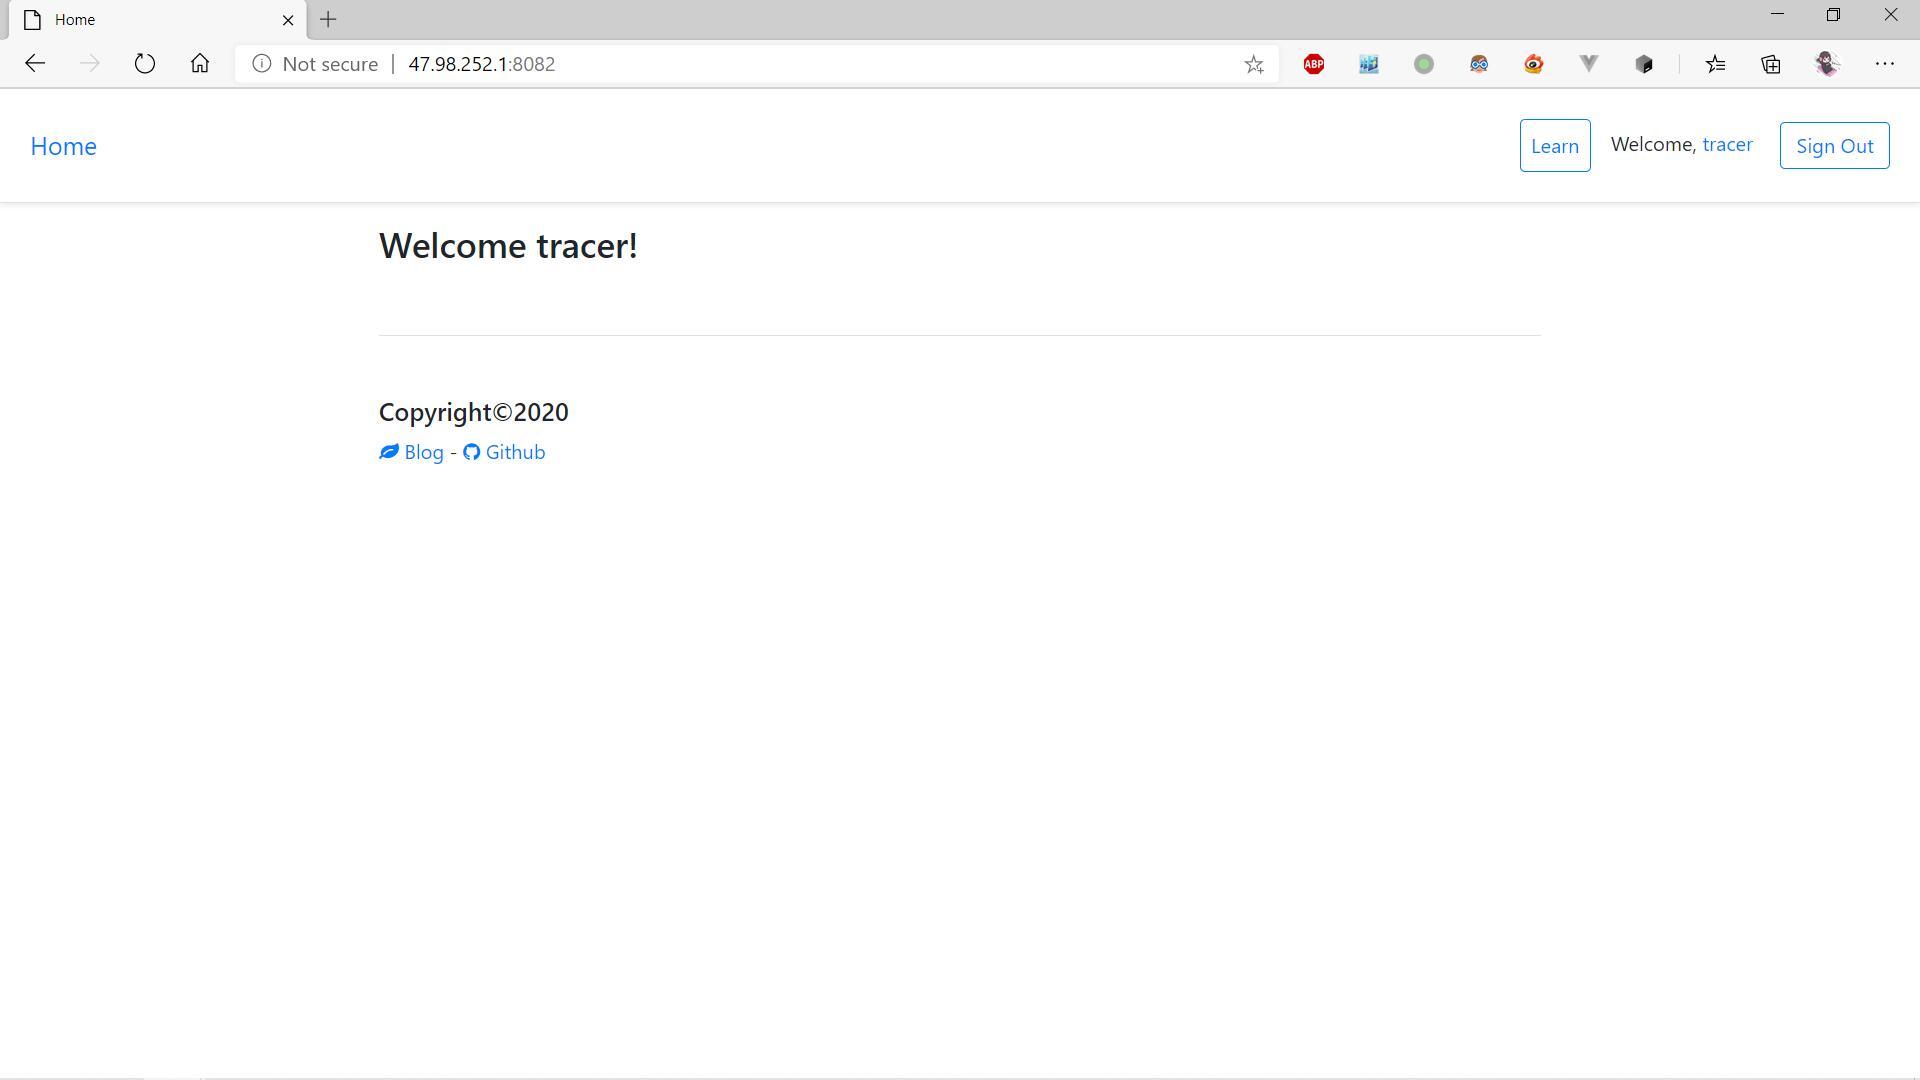 Home
Not secure | 47.98.252.1:8082
ABP
Home
Learn
Welcome, tracer
Sign Out
Welcome tracer!
Copyright©2020
Blog - Github